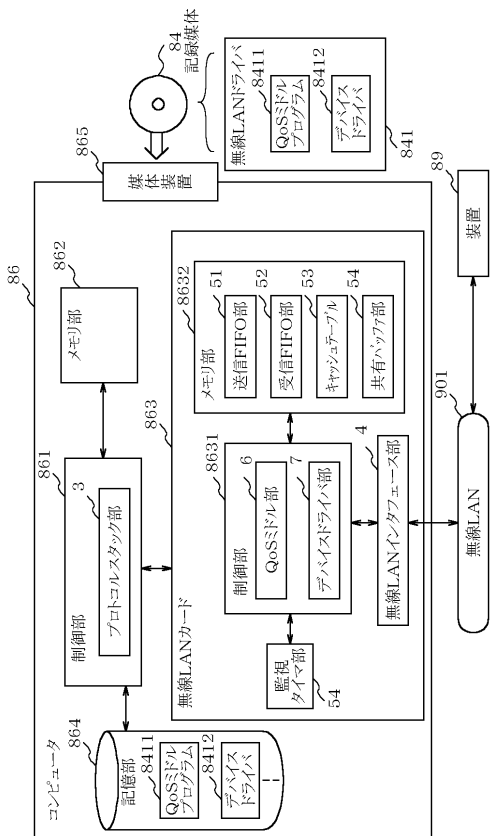 コンピュータ
86
864
記憶部
8411
QoSミドル
プログラム
8412
デバイス
ドライバ
861
制御部
3
プロトコルスタック部
862
メモリ部
865
媒体装置
84
記録媒体
無線LANドライバ
8411
QoSミドル
プログラム
8412
デバイス
ドライバ
841
863
無線LANカード
監視
タイマ部
54
8631
制御部
6
QoSミドル部
7
デバイスドライバ部
4
無線LANインタフェース部
8632
メモリ部
51
送信FIFO部
52
受信FIFO部
53
キャッシュテーブル
54
共有バッファ部
901
無線LAN
89
装置